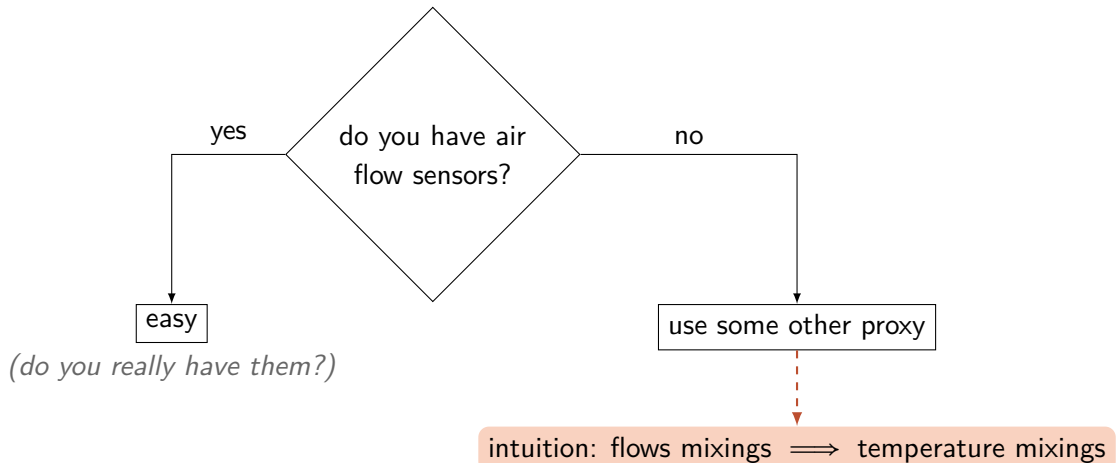 do you have air
flow sensors?
yes
no
easy
(do you really have them?)
use some other proxy
intuition: flows mixings ⟹ temperature mixings